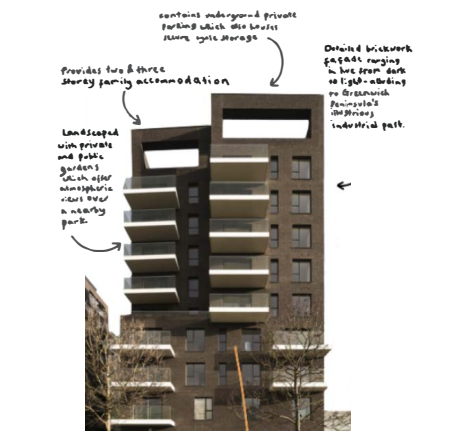 contains underground private
parking which also houses
secure cycle storage
Provides two & three
storey family accommodation
Detailed brickwork
façade ranging
in hue from dark
to light-alluding
to Greenwich
Peninsula's
illustrious
industrial past.
Landscaped
with private
and public
gardens
which offer
atmospheric
views over
a nearby
park